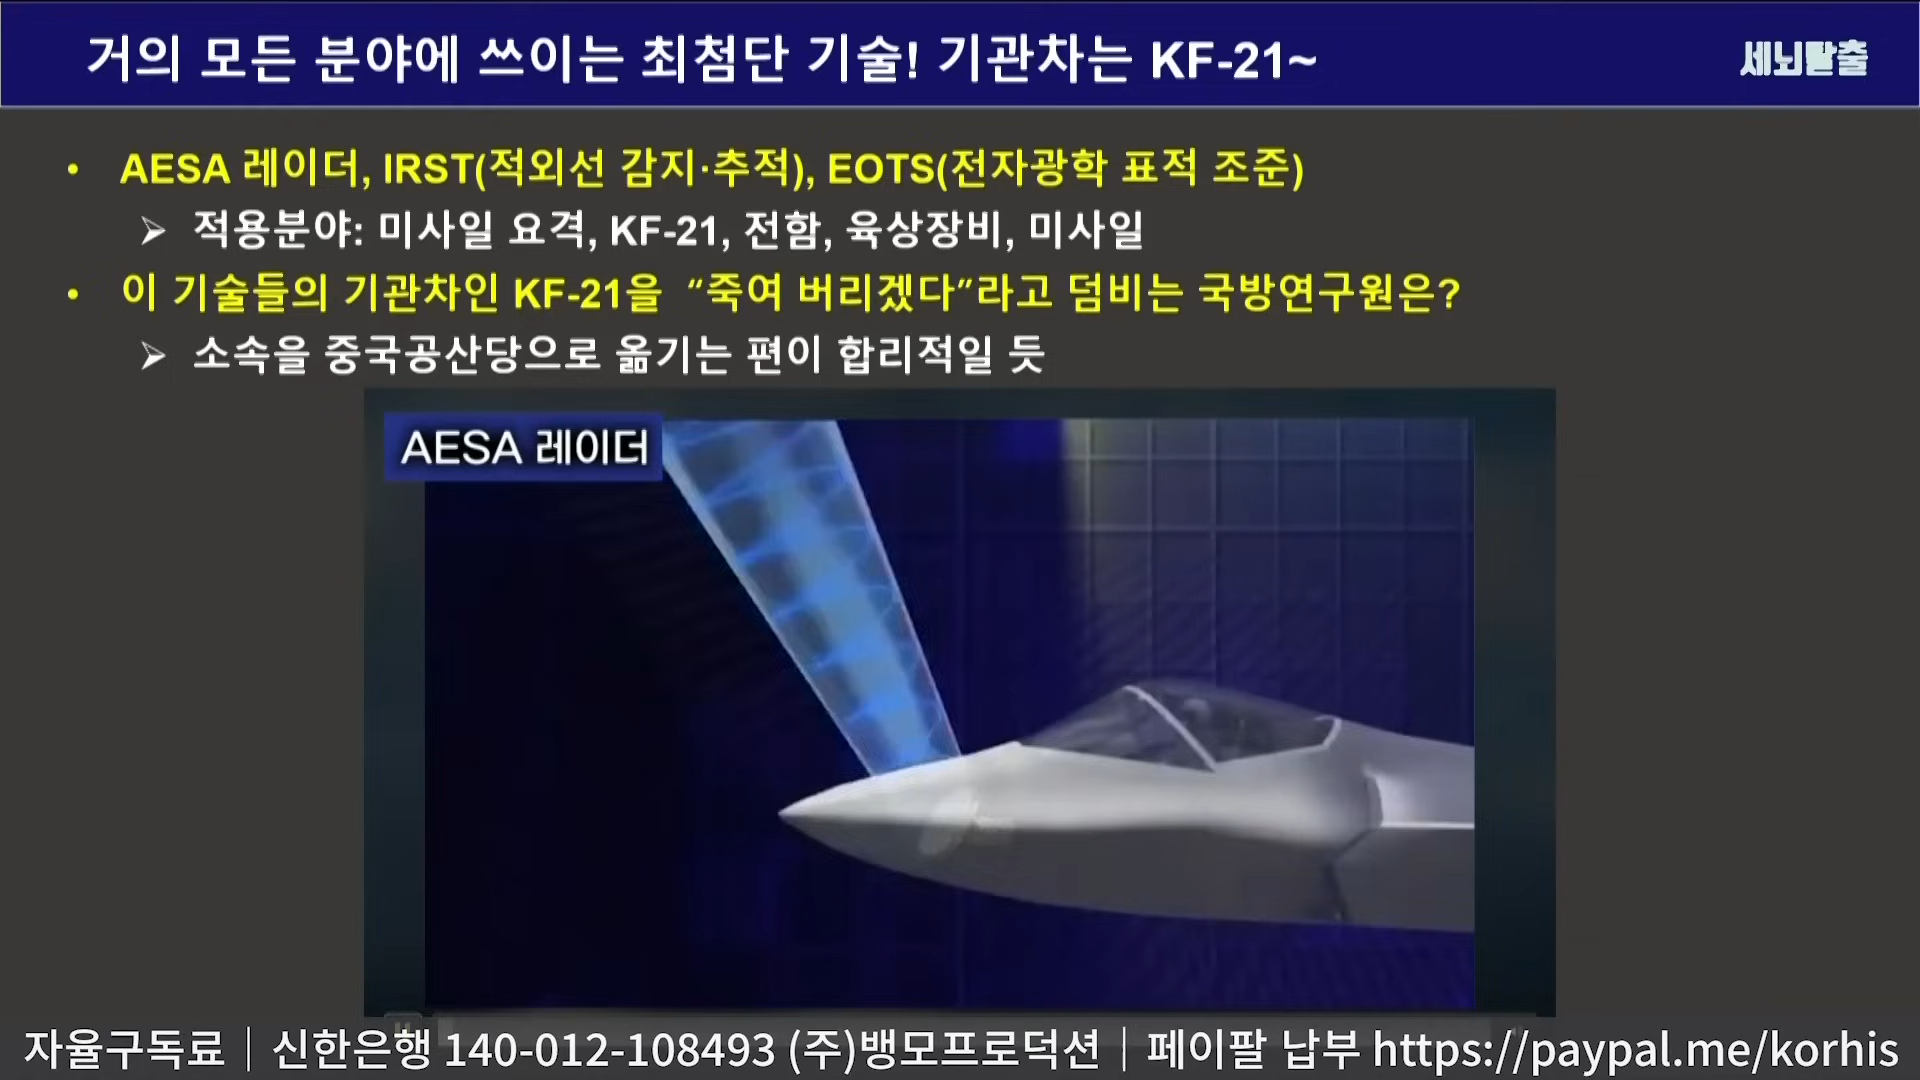 거의 모든 분야에 쓰이는 최첨단 기술! 기관차는 KF-21~
세뇌탈출
• AESA 레이더, IRST(적외선 감지·추적), EOTS(전자광학 표적 조준)
➢ 적용분야: 미사일 요격, KF-21, 전함, 육상장비, 미사일
• 이 기술들의 기관차인 KF-21을 “죽여 버리겠다”라고 덤비는 국방연구원은?
➢ 소속을 중국공산당으로 옮기는 편이 합리적일 듯
AESA 레이더
자율구독료｜신한은행 140-012-108493 (주)뱅모프로덕션｜페이팔 납부 https://paypal.me/korhis